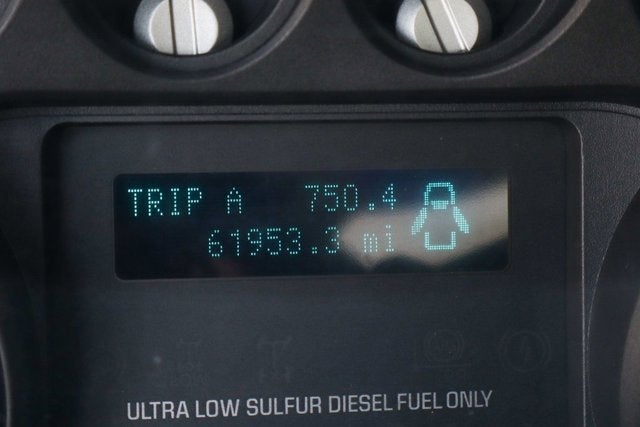 TRIP A 750.4
61953.3 mi
ULTRA LOW SULFUR DIESEL FUEL ONLY